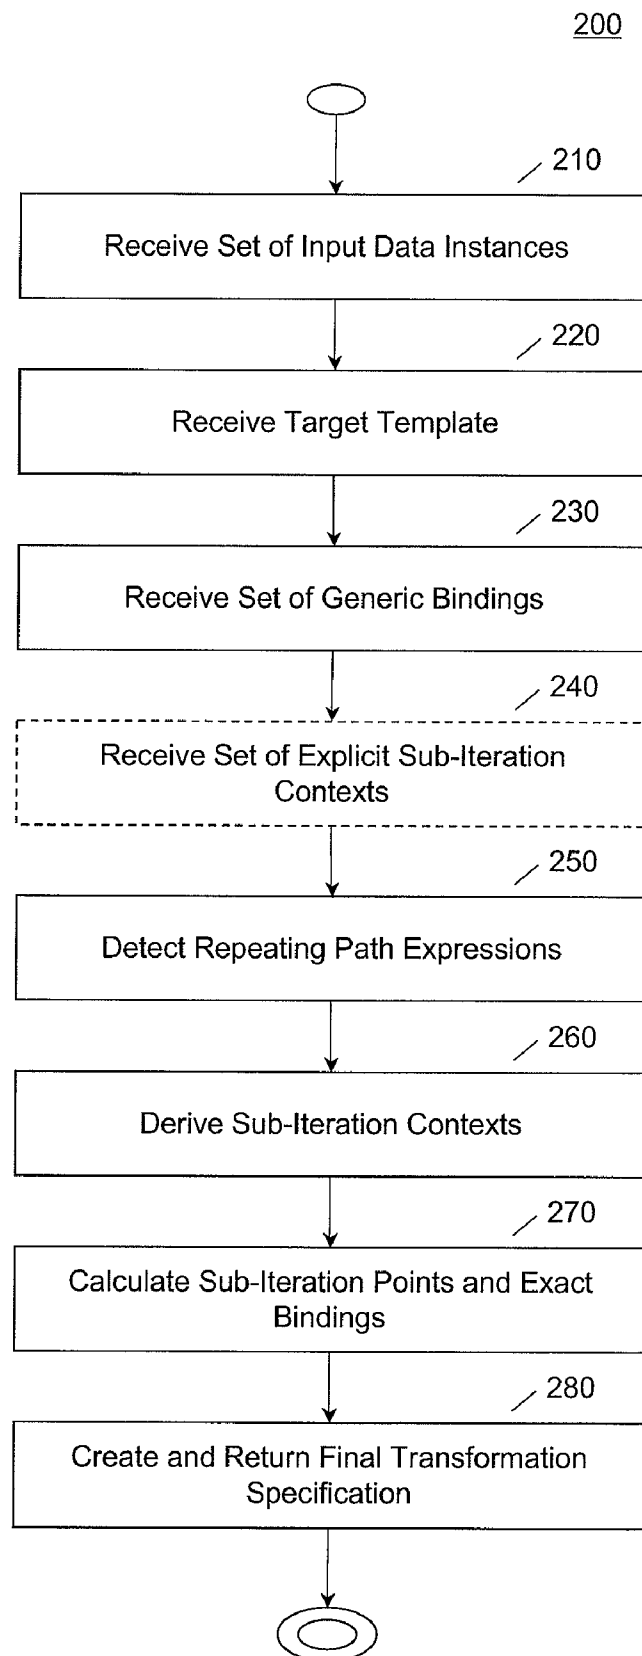 200
210
Receive Set of Input Data Instances
220
Receive Target Template
230
Receive Set of Generic Bindings
240
Receive Set of Explicit Sub-Iteration
Contexts
250
Detect Repeating Path Expressions
260
Derive Sub-Iteration Contexts
270
Calculate Sub-Iteration Points and Exact
Bindings
280
Create and Return Final Transformation
Specification